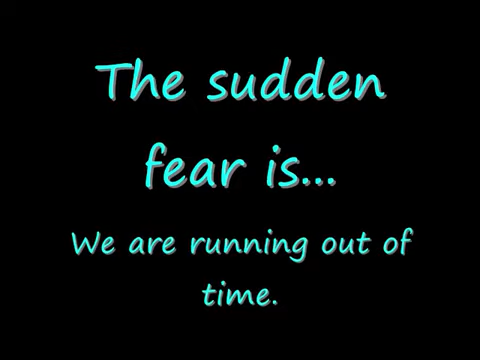 The sudden
fear is...
We are running out of
time.